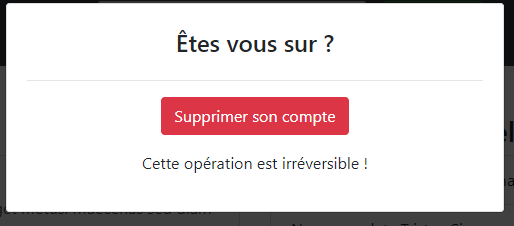 Êtes vous sur ?
Supprimer son compte
Cette opération est irréversible !